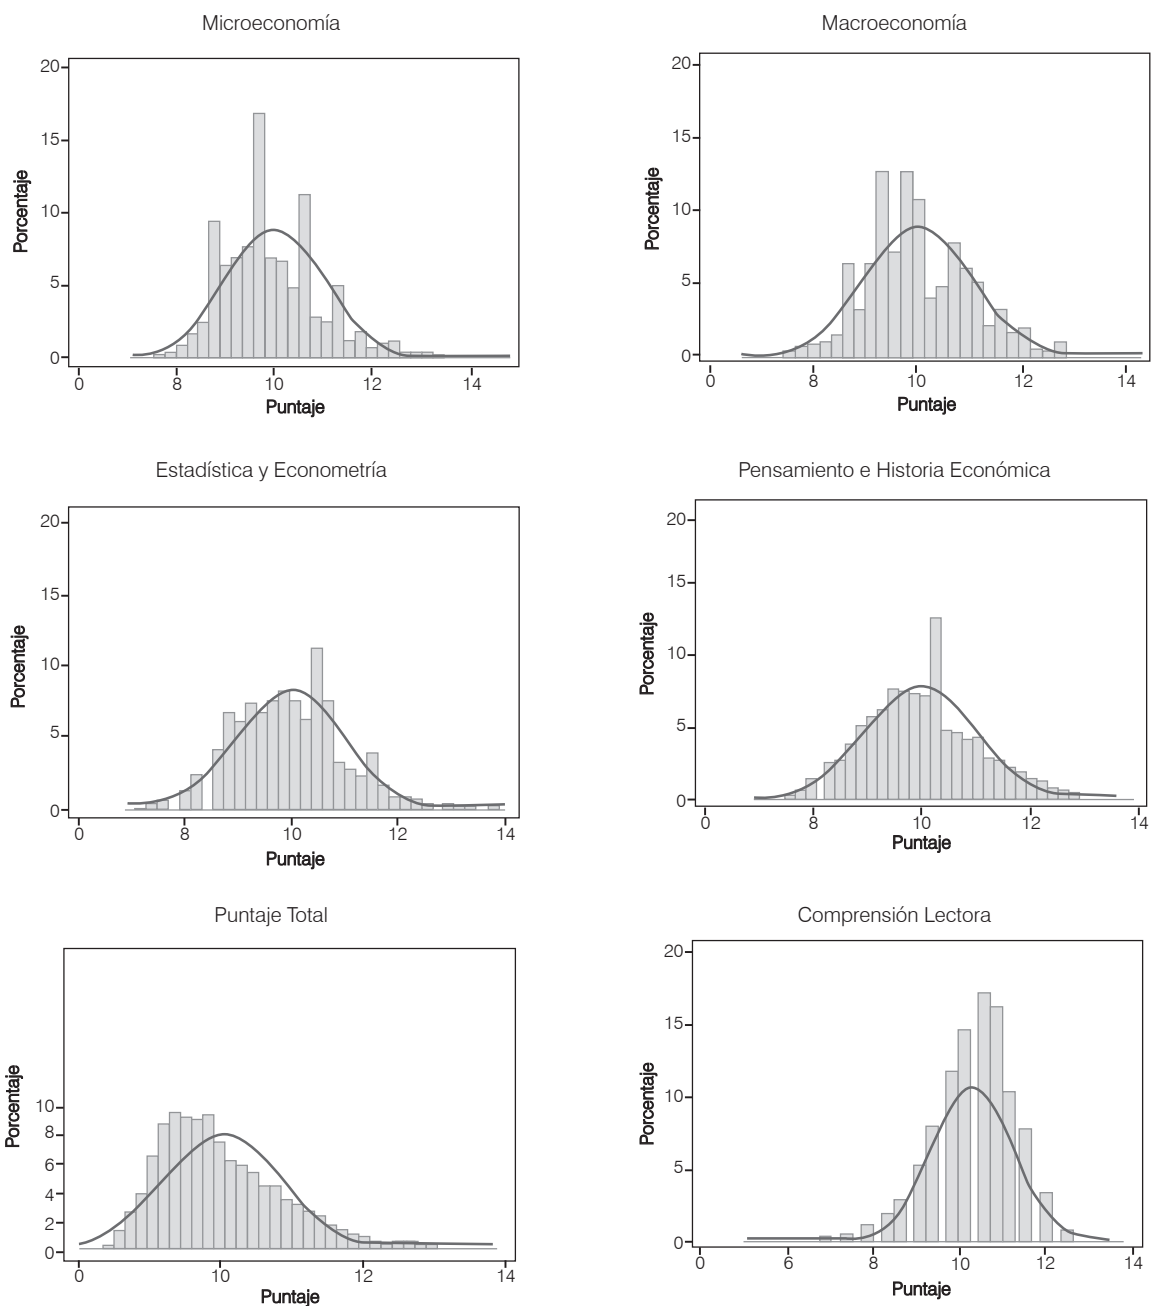 Microeconomía
20
15
10
5
0
Porcentaje
0 8 10 12 14
Puntaje
Macroeconomía
20
15
10
5
0
Porcentaje
0 8 10 12 14
Puntaje
Estadística y Econometría
20
15
10
5
0
Porcentaje
0 8 10 12 14
Puntaje
Pensamiento e Historia Económica
20
15
10
5
0
Porcentaje
0 8 10 12 14
Puntaje
Puntaje Total
10
8
6
4
2
0
Porcentaje
0 10 12 14
Puntaje
Comprensión Lectora
20
15
10
5
0
Porcentaje
0 6 8 10 12 14
Puntaje